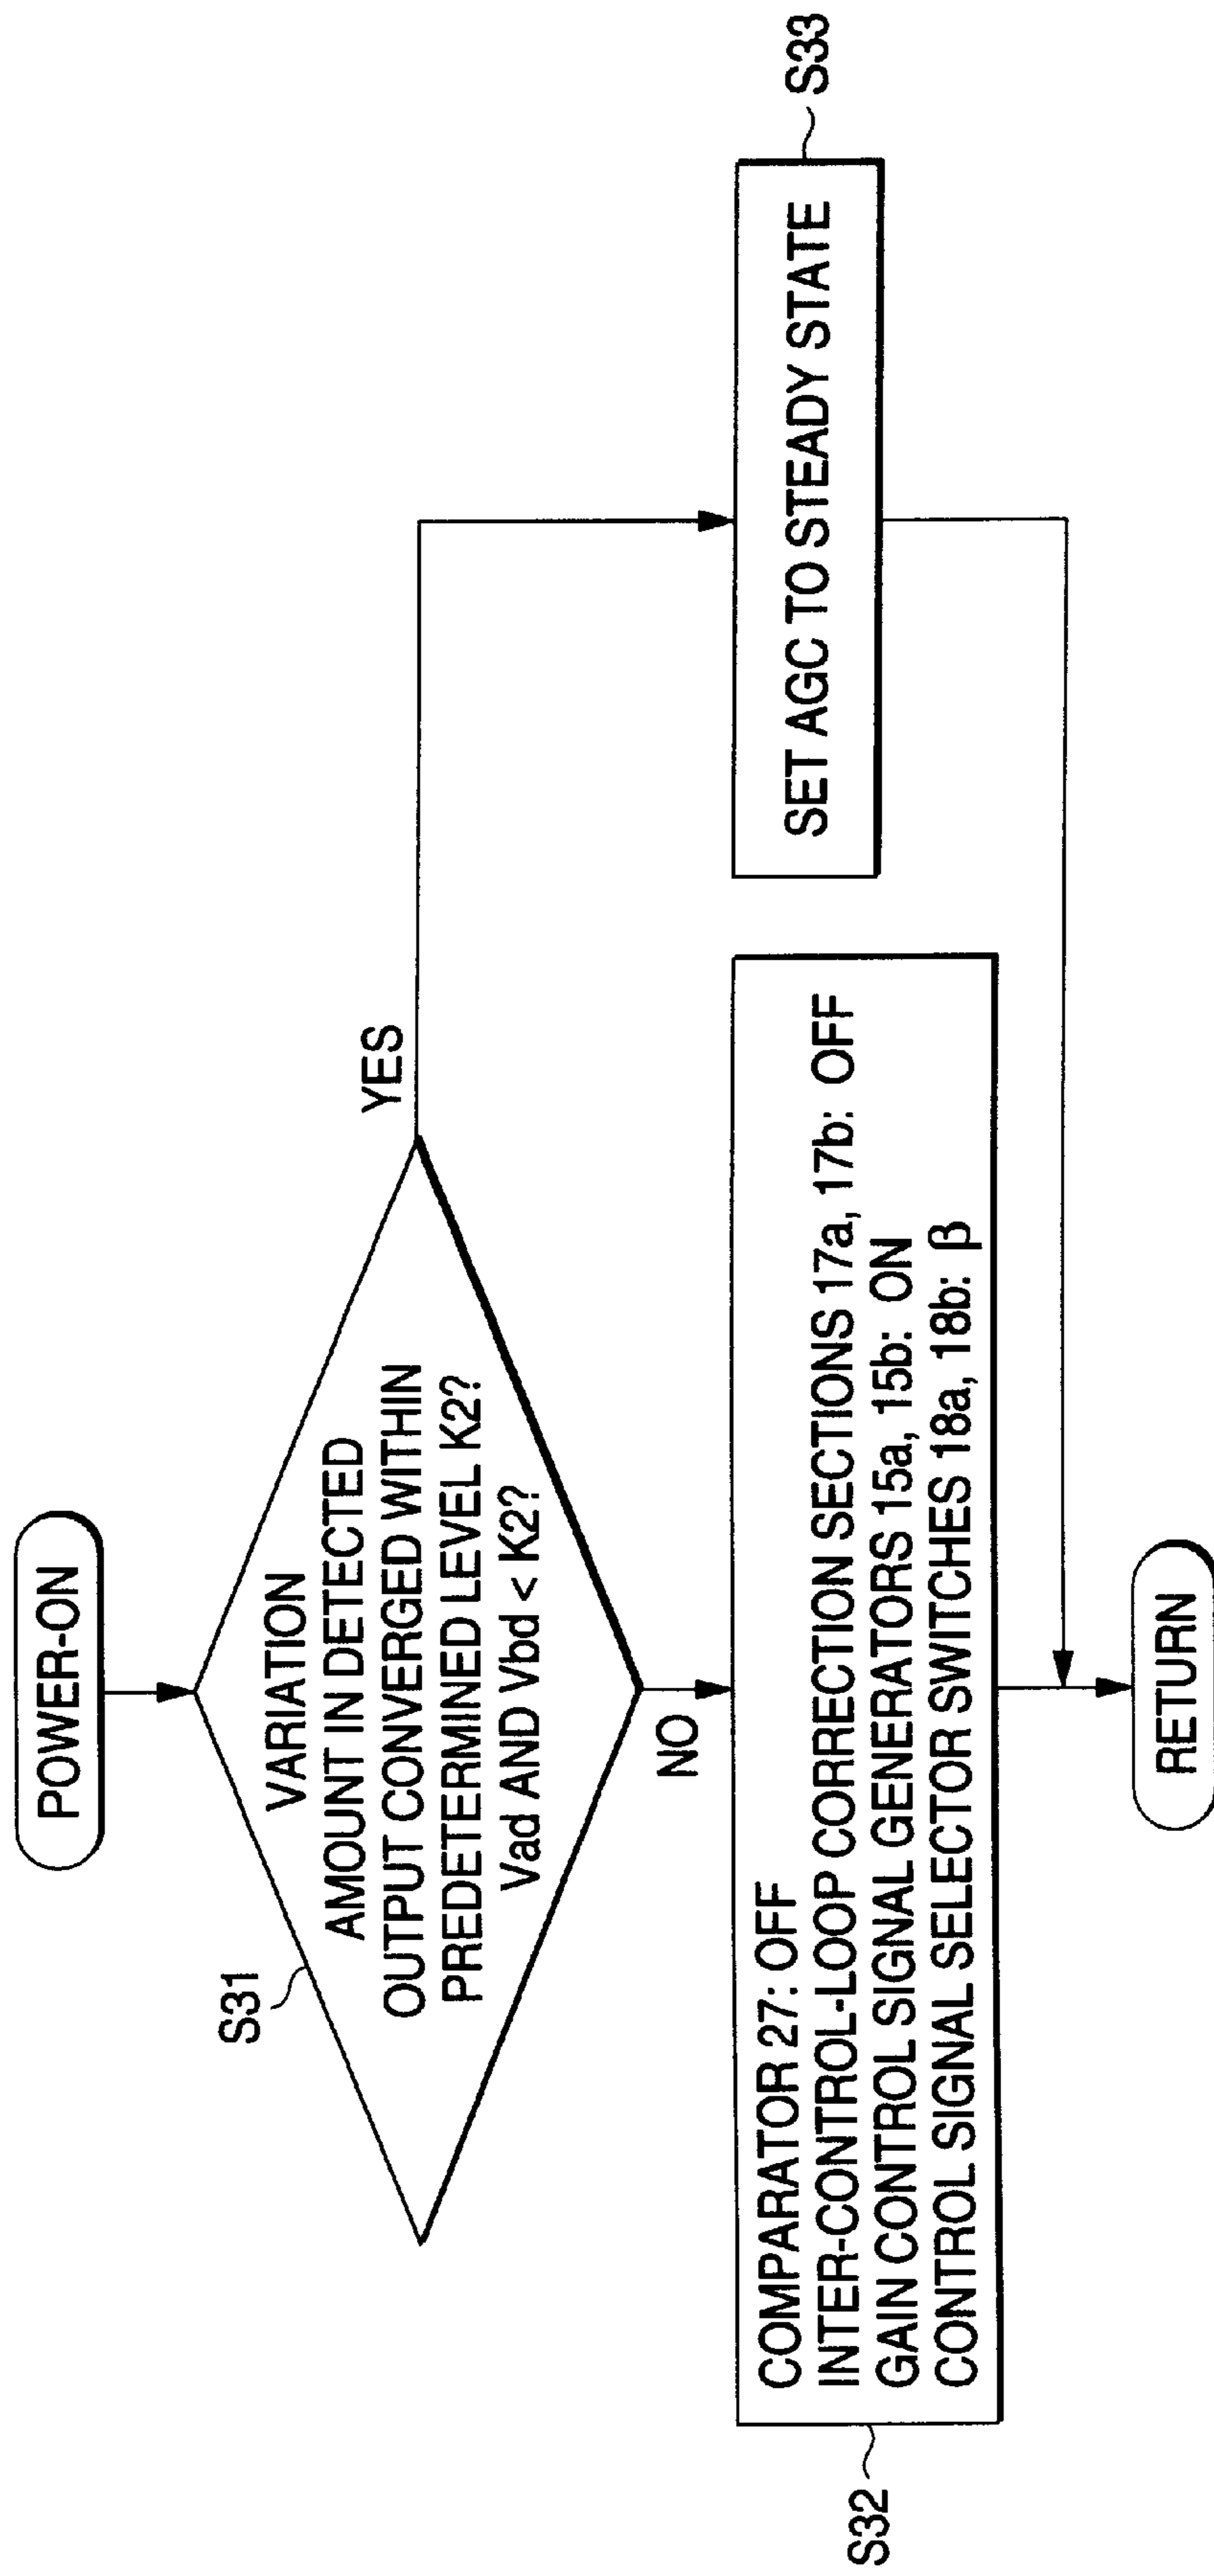 POWER-ON
S31
VARIATION
AMOUNT IN DETECTED
OUTPUT CONVERGED WITHIN
PREDETERMINED LEVEL K2?
Vad AND Vbd < K2?
YES
NO
S32
COMPARATOR 27: OFF
INTER-CONTROL-LOOP CORRECTION SECTIONS 17a, 17b: OFF
GAIN CONTROL SIGNAL GENERATORS 15a, 15b: ON
CONTROL SIGNAL SELECTOR SWITCHES 18a, 18b: β
SET AGC TO STEADY STATE
S33
RETURN